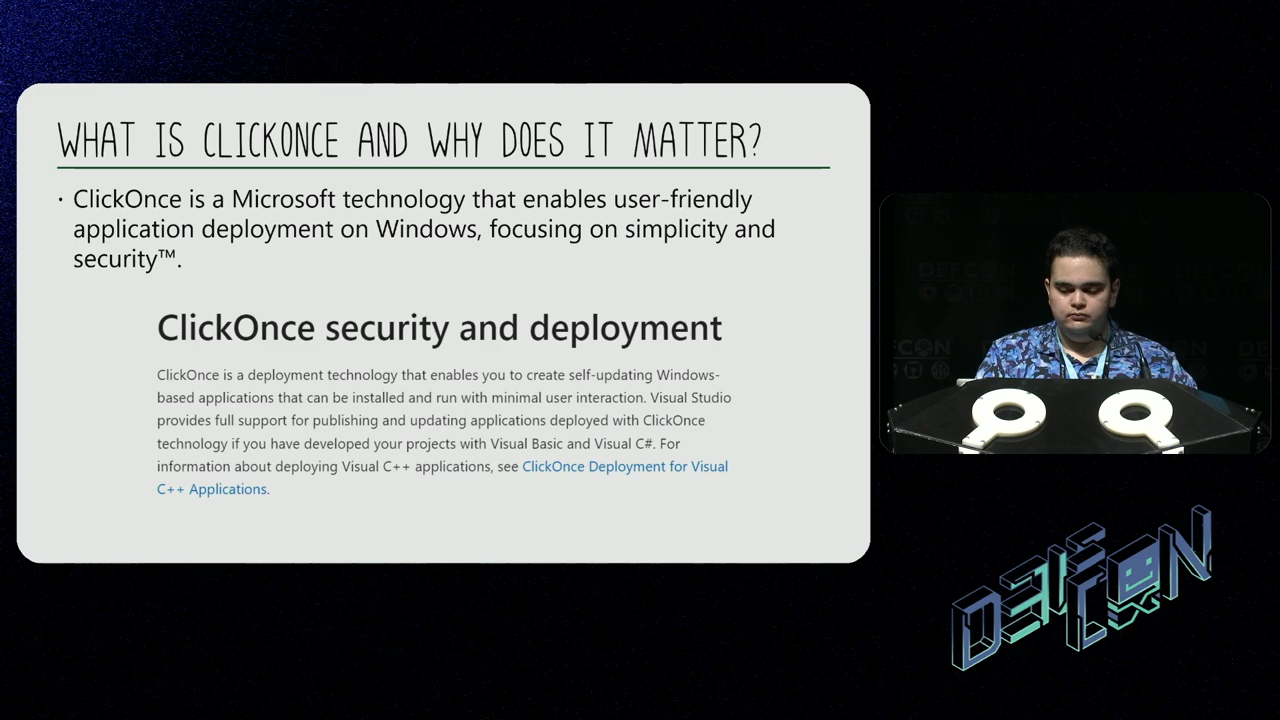 WHAT IS CLICKONCE AND WHY DOES IT MATTER?
· ClickOnce is a Microsoft technology that enables user-friendly
application deployment on Windows, focusing on simplicity and
security™.
ClickOnce security and deployment
ClickOnce is a deployment technology that enables you to create self-updating Windows-
based applications that can be installed and run with minimal user interaction. Visual Studio
provides full support for publishing and updating applications deployed with ClickOnce
technology if you have developed your projects with Visual Basic and Visual C#. For
information about deploying Visual C++ applications, see ClickOnce Deployment for Visual
C++ Applications.
DEFCON
DEF CON